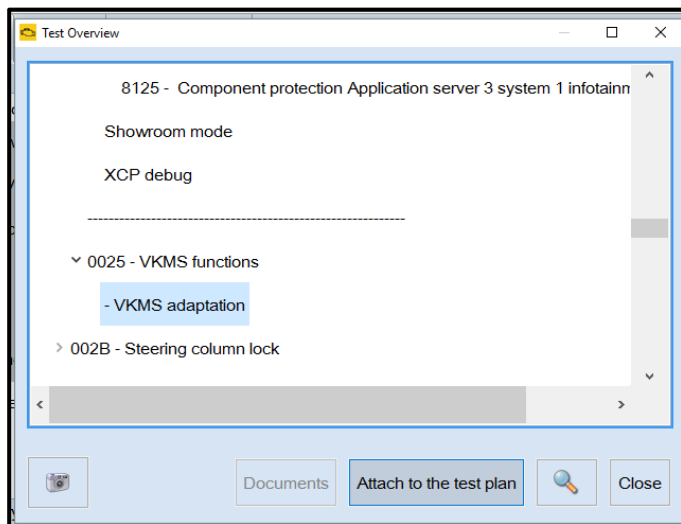 Test Overview
8125 - Component protection Application server 3 system 1 infotainm
Showroom mode
XCP debug
------------------------------------------------------------
0025 - VKMS functions
- VKMS adaptation
002B - Steering column lock
Documents
Attach to the test plan
Close